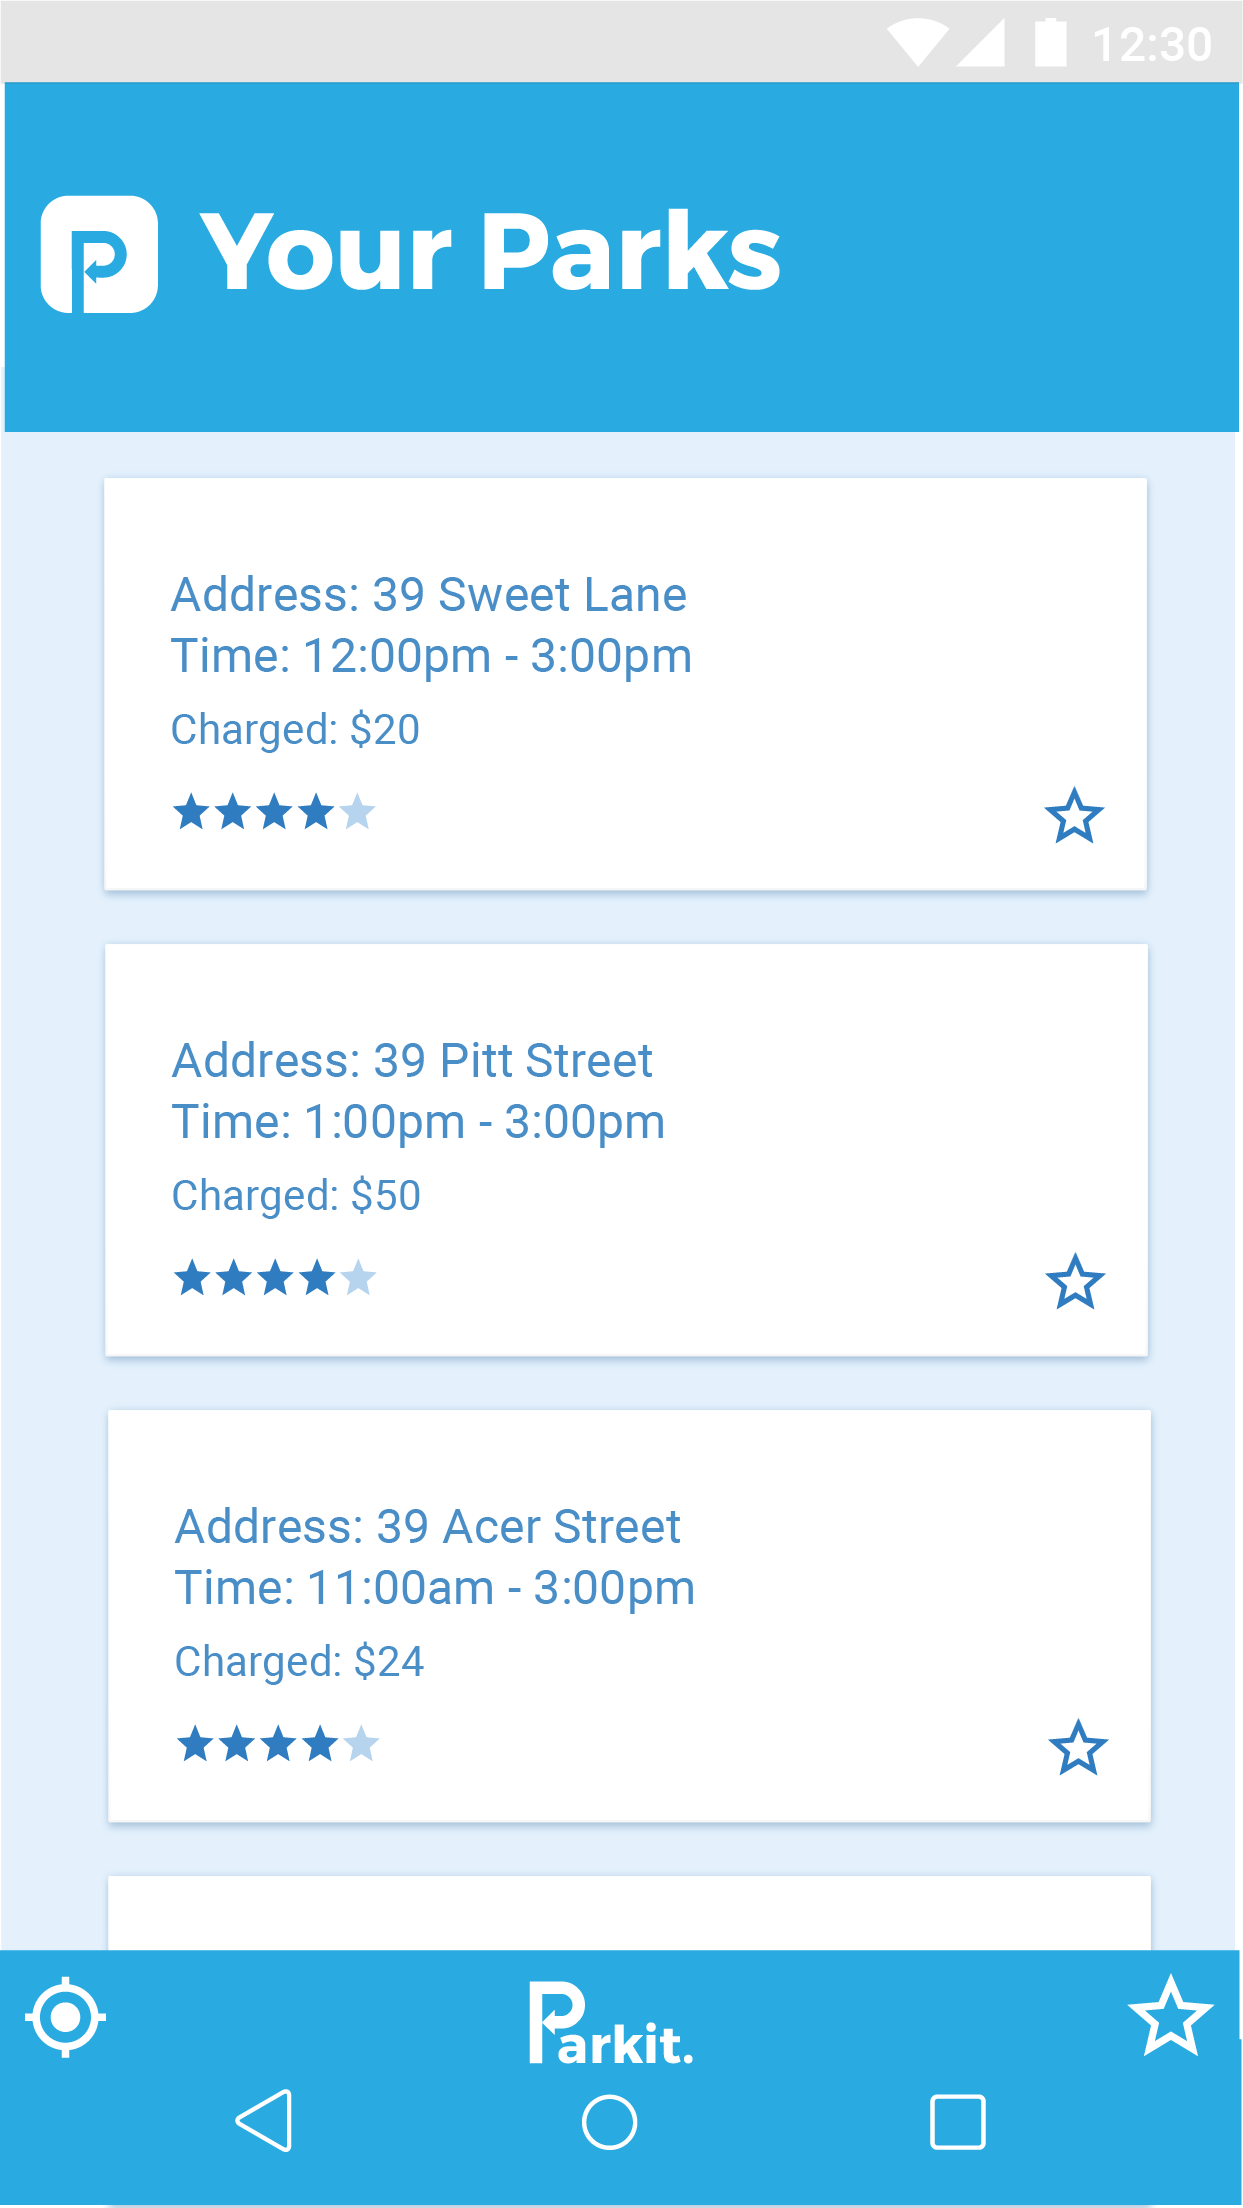 12:30
Your Parks
Address: 39 Sweet Lane
Time: 12:00pm - 3:00pm
Charged: $20
Address: 39 Pitt Street
Time: 1:00pm - 3:00pm
Charged: $50
Address: 39 Acer Street
Time: 11:00am - 3:00pm
Charged: $24
Parkit.